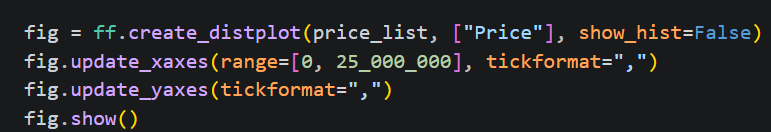 fig = ff.create_distplot(price_list, ["Price"], show_hist=False)
fig.update_xaxes(range=[0, 25_000_000], tickformat=",")
fig.update_yaxes(tickformat=",")
fig.show()